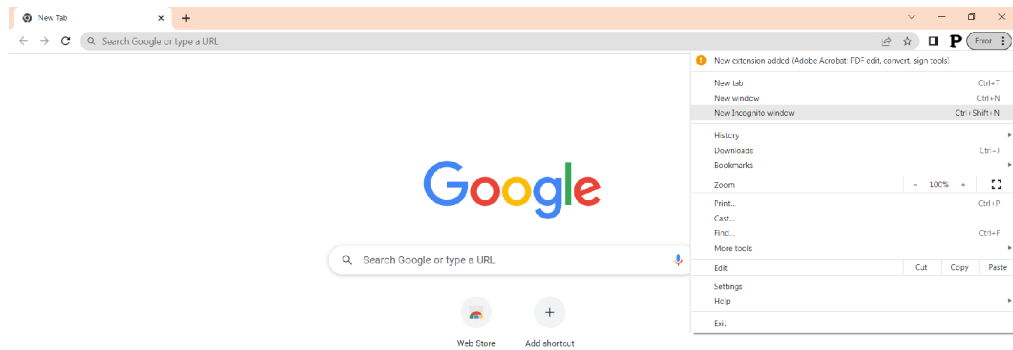 New Tab
Search Google or type a URL
P Error
New extension added (Adobe Acrobat: PDF edit, convert, sign tools)
New tab Ctrl+T
New window Ctrl+N
New Incognito window Ctrl+Shift+N
History
Downloads Ctrl+J
Bookmarks
Zoom - 100% +
Print... Ctrl+P
Cast...
Find... Ctrl+F
More tools
Edit Cut Copy Paste
Settings
Help
Exit
Google
Search Google or type a URL
Web Store Add shortcut